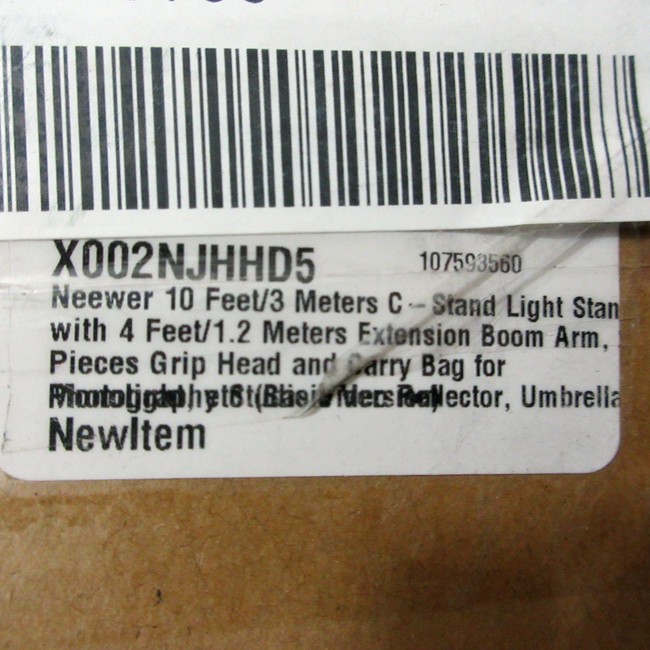 X002NJHHD5 107593560
Neewer 10 Feet/3 Meters C-Stand Light Stan
with 4 Feet/1.2 Meters Extension Boom Arm,
Pieces Grip Head and Carry Bag for
Reflector, Umbrella
NewItem